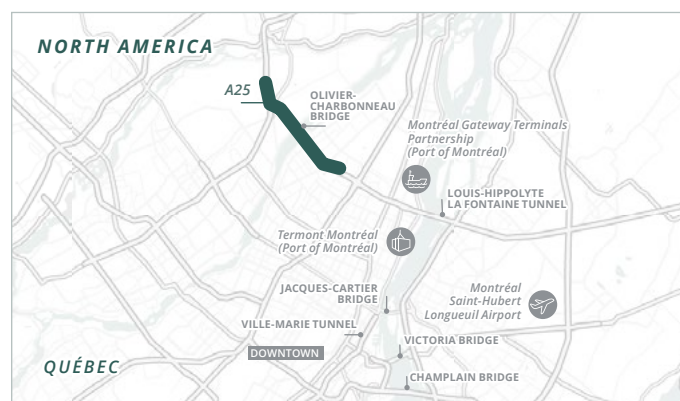 NORTH AMERICA
A25
OLIVIER-
CHARBONNEAU
BRIDGE
Montréal Gateway Terminals
Partnership
(Port of Montréal)
LOUIS-HIPPOLYTE
LA FONTAINE TUNNEL
Termont Montréal
(Port of Montréal)
JACQUES-CARTIER
BRIDGE
Montréal
Saint-Hubert
Longueuil Airport
VILLE-MARIE TUNNEL
VICTORIA BRIDGE
DOWNTOWN
QUÉBEC
CHAMPLAIN BRIDGE